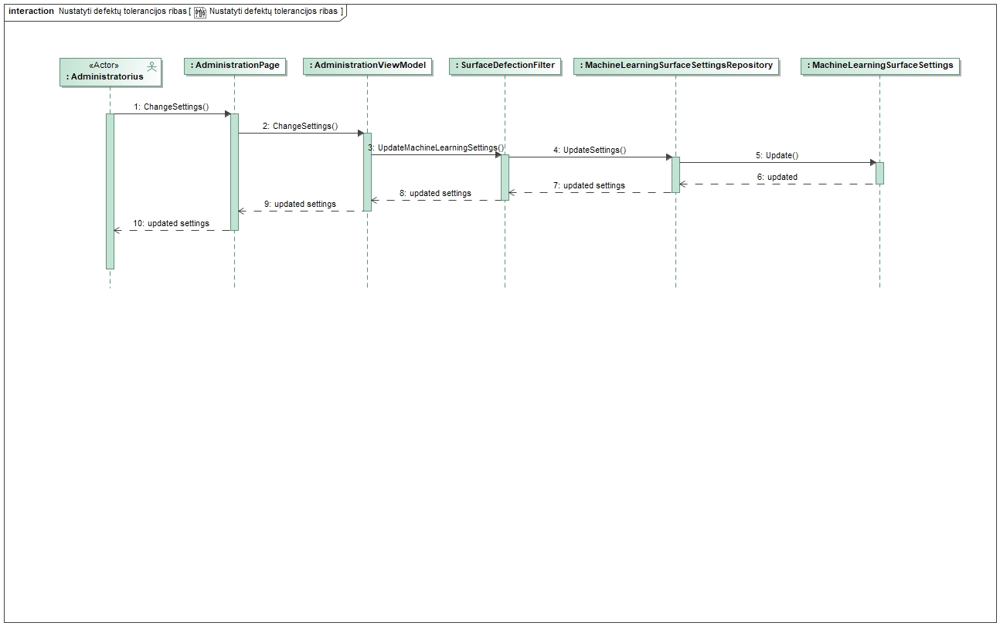 interaction Nustatyti defektų tolerancijos ribas [ Nustatyti defektų tolerancijos ribas ]
«Actor»
: Administratorius
: AdministrationPage
: AdministrationViewModel
: SurfaceDefectionFilter
: MachineLearningSurfaceSettingsRepository
: MachineLearningSurfaceSettings
1: ChangeSettings()
2: ChangeSettings()
3: UpdateMachineLearningSettings()
4: UpdateSettings()
5: Update()
6: updated
7: updated settings
8: updated settings
9: updated settings
10: updated settings